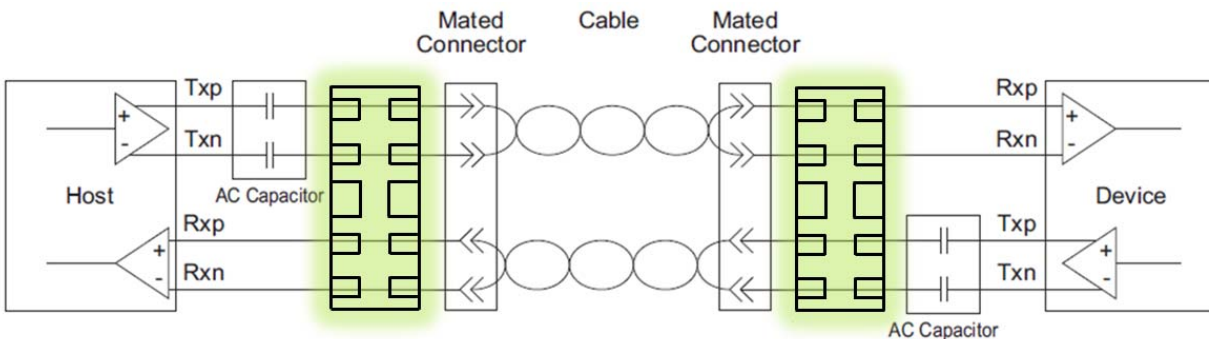 Mated
Connector
Cable
Mated
Connector
Txp
Txn
+
-
Host
AC Capacitor
Rxp
Rxn
+
-
Rxp
Rxn
+
-
Device
Txp
Txn
+
-
AC Capacitor